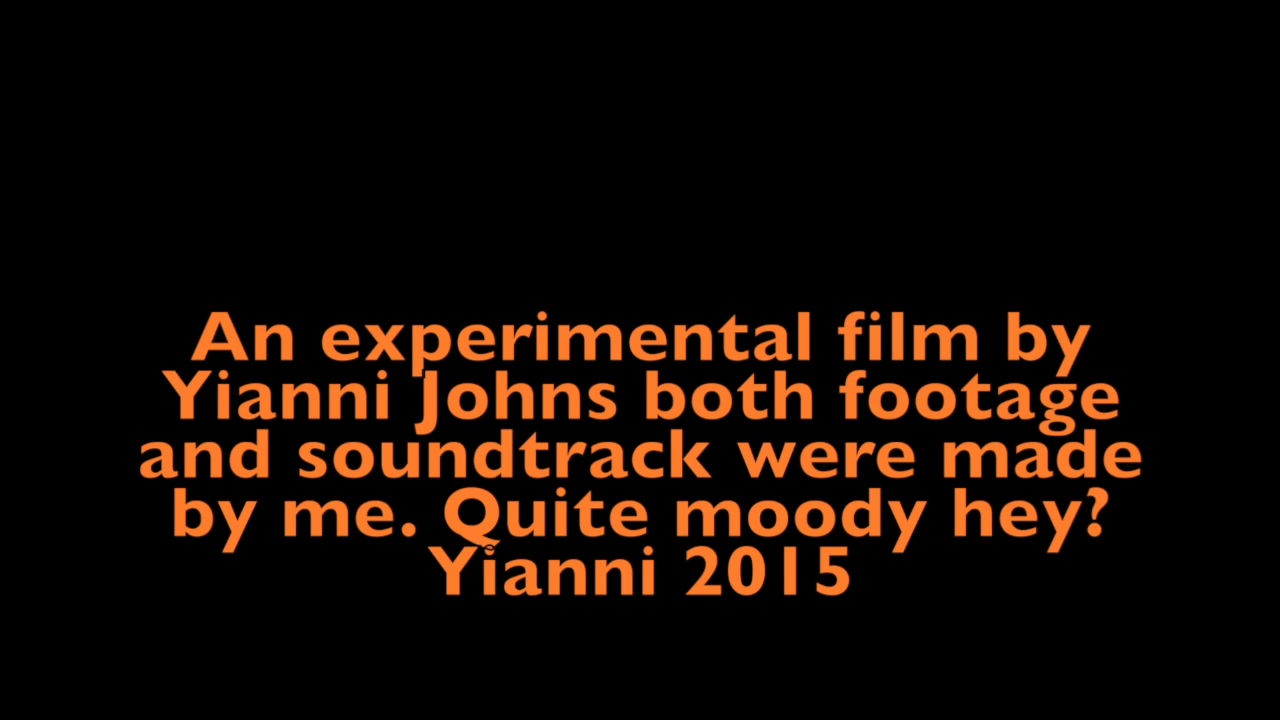 An experimental film by
Yianni Johns both footage
and soundtrack were made
by me. Quite moody hey?
Yianni 2015